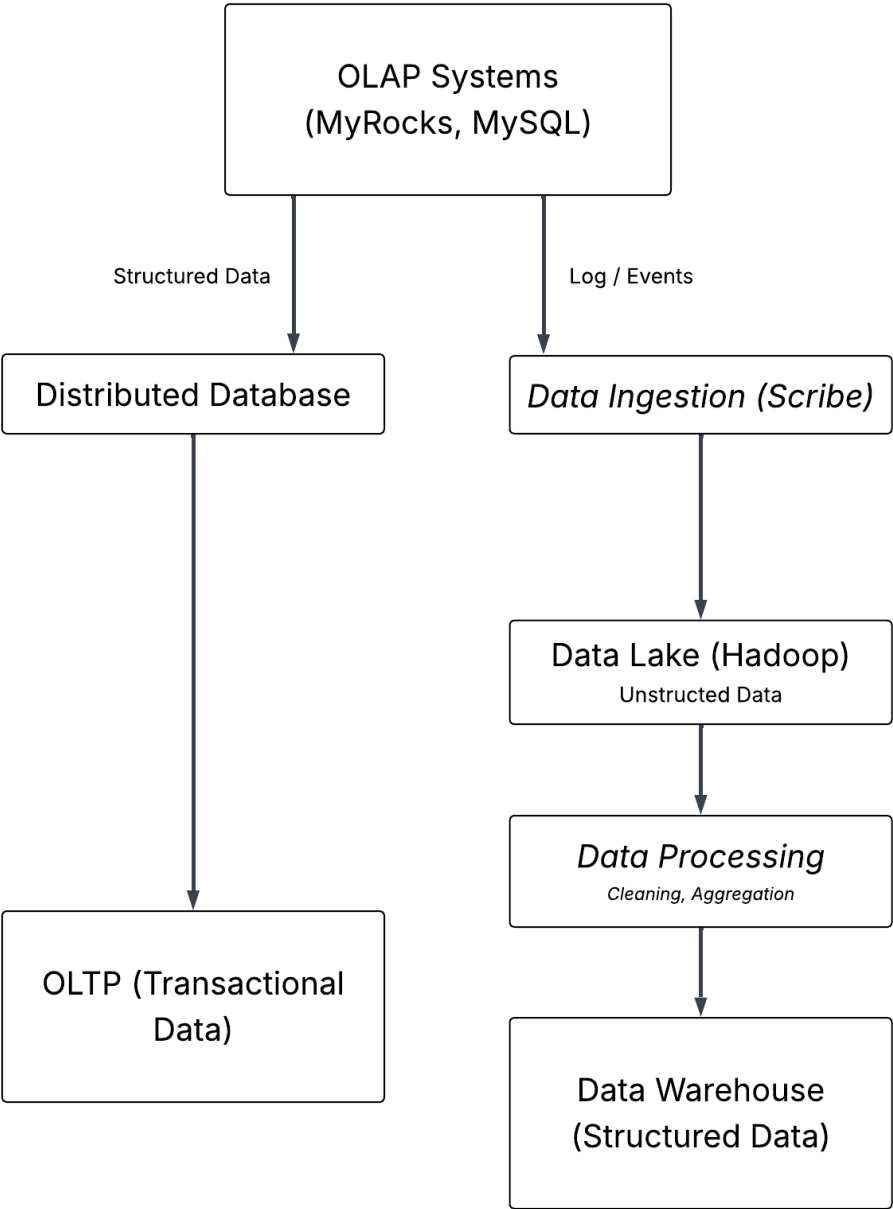 OLAP Systems
(MyRocks, MySQL)
Structured Data
Log / Events
Distributed Database
Data Ingestion (Scribe)
Data Lake (Hadoop)
Unstructed Data
Data Processing
Cleaning, Aggregation
OLTP (Transactional
Data)
Data Warehouse
(Structured Data)